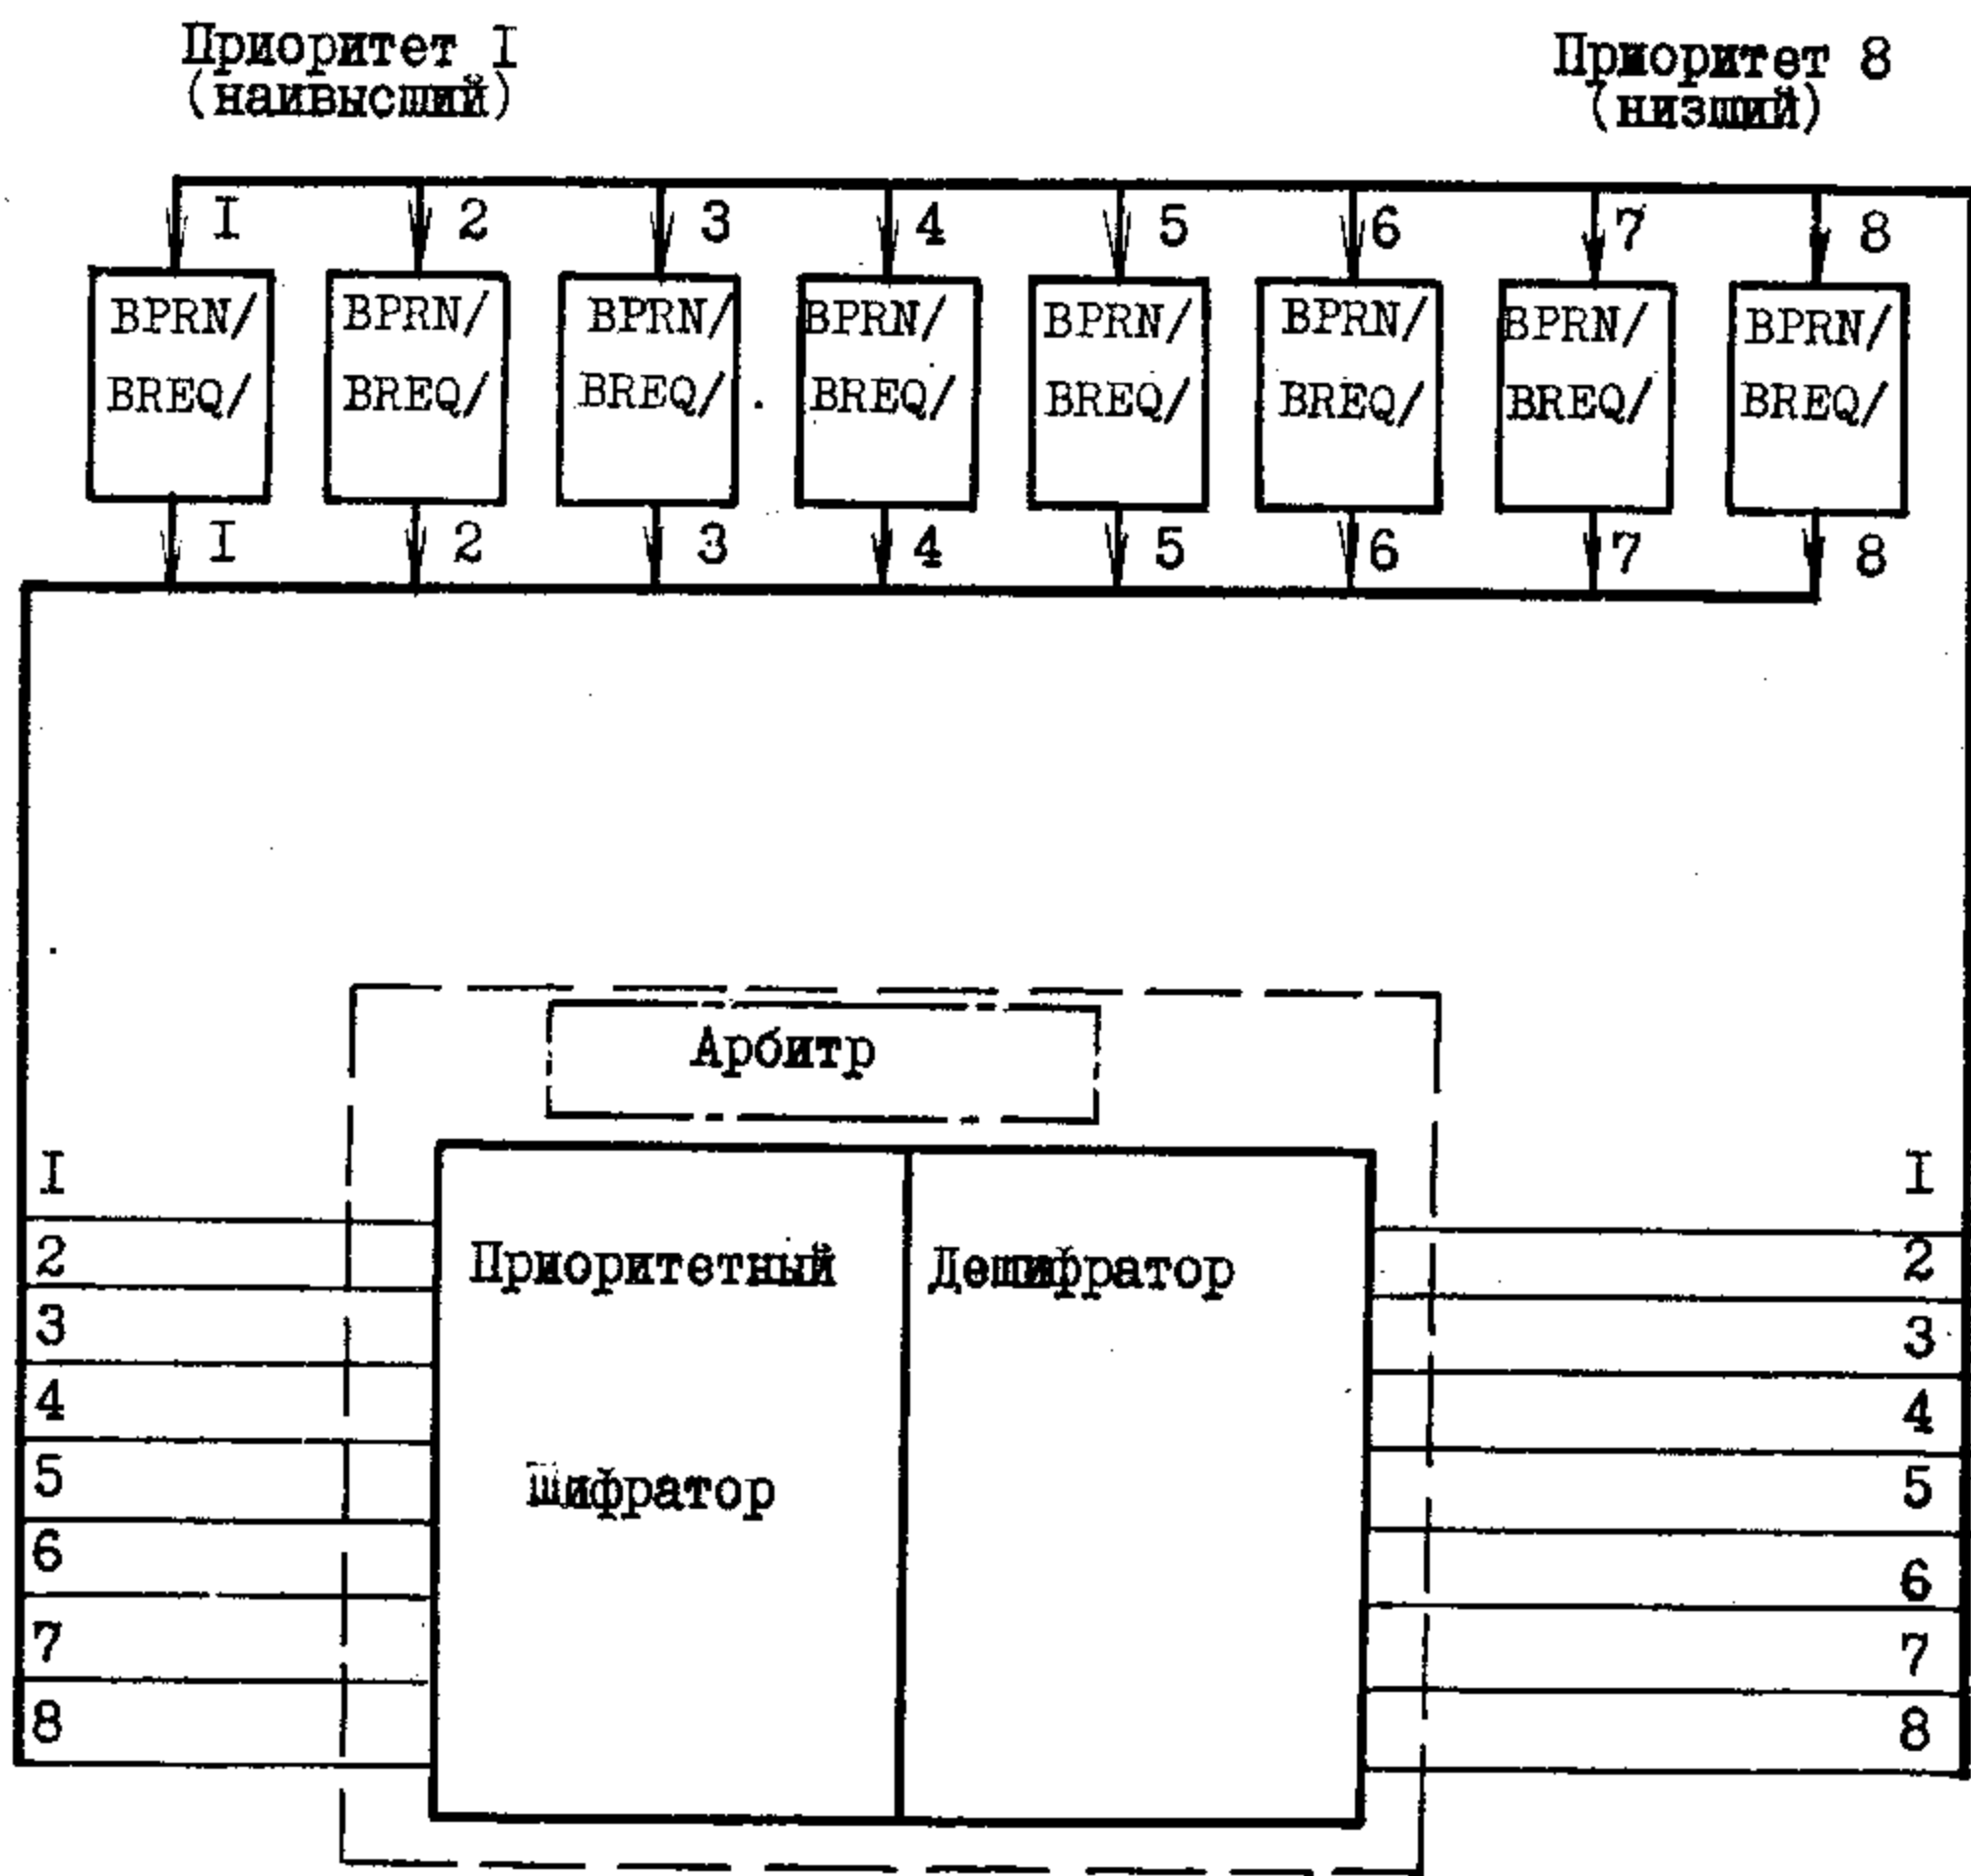 Приоритет I
(наивысший)
Приоритет 8
(низший)
I 2 3 4 5 6 7 8
BPRN/ BPRN/ BPRN/ BPRN/ BPRN/ BPRN/ BPRN/ BPRN/
BREQ/ BREQ/ BREQ/ BREQ/ BREQ/ BREQ/ BREQ/ BREQ/
I 2 3 4 5 6 7 8
Арбитр
I I
2 Приоритетный Дешифратор 2
3 3
4 4
5 шифратор 5
6 6
7 7
8 8